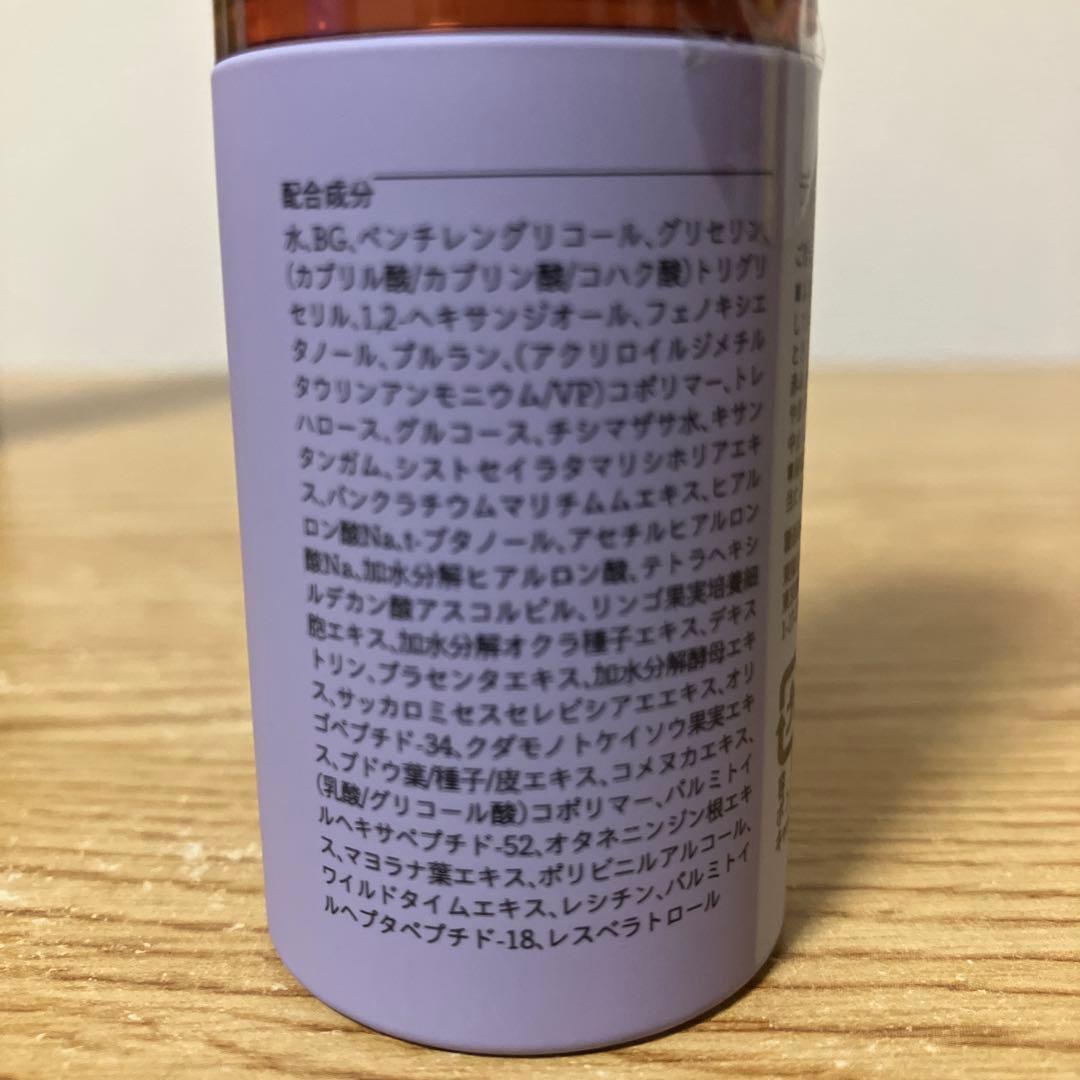 配合成分
水、BG、ペンチレングリコール、グリセリン、
(カプリル酸/カプリン酸/コハク酸)トリグリ
セリル、1,2-ヘキサンジオール、フェノキシエ
タノール、プルラン、(アクリロイルジメチル
タウリンアンモニウム/VP)コポリマー、トレ
ハロース、グルコース、チシマザサ水、キサン
タンガム、シストセイラタマリシホリアエキ
ス、パンクラチウムマリチムムエキス、ヒアル
ロン酸Na、t-ブタノール、アセチルヒアルロン
酸Na、加水分解ヒアルロン酸、テトラヘキシ
ルデカン酸アスコルビル、リンゴ果実培養細
胞エキス、加水分解オクラ種子エキス、デキス
トリン、プラセンタエキス、加水分解酵母エキ
ス、サッカロミセスセレビシアエエキス、オリ
ゴペプチド-34、クダモノトケイソウ果実エキ
ス、ブドウ葉/種子/皮エキス、コメヌカエキス、
(乳酸/グリコール酸)コポリマー、パルミトイ
ルヘキサペプチド-52、オタネニンジン根エキ
ス、マヨラナ葉エキス、ポリビニルアルコール、
ワイルドタイムエキス、レシチン、パルミトイ
ルヘプタペプチド-18、レスベラトロール